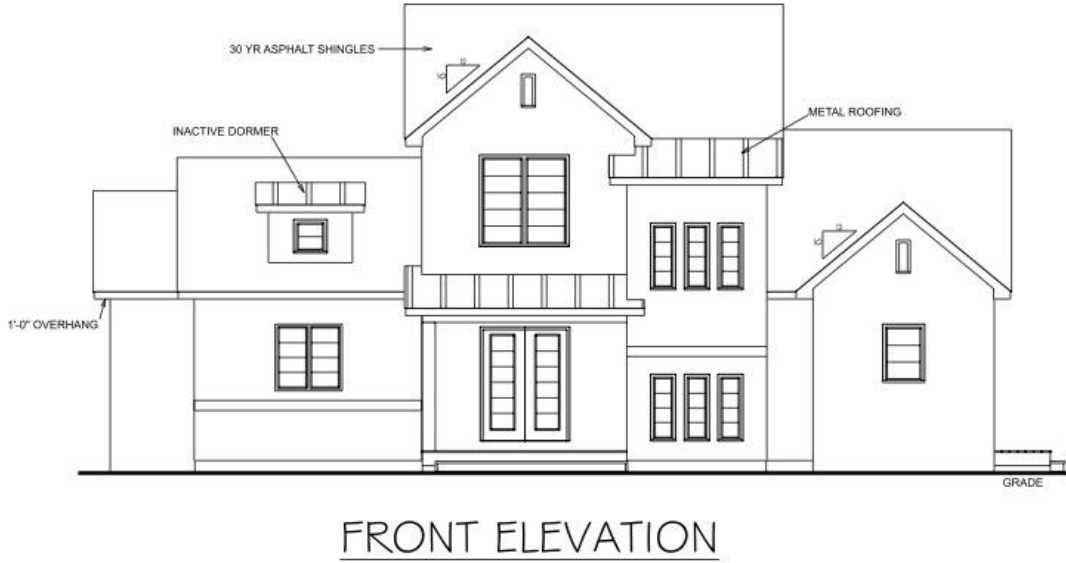 30 YR ASPHALT SHINGLES
METAL ROOFING
INACTIVE DORMER
1'-0" OVERHANG
GRADE
FRONT ELEVATION